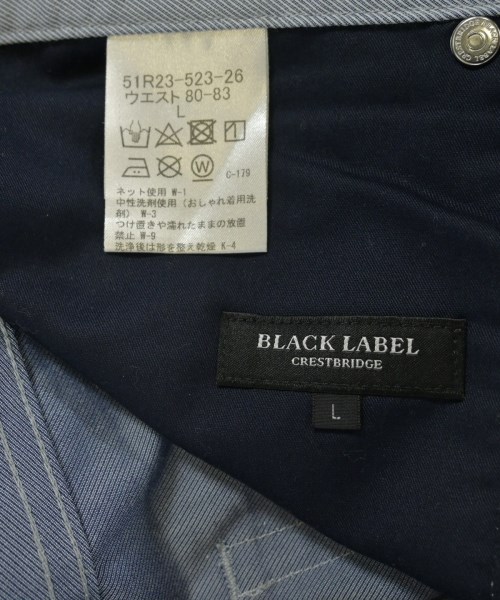 51R23-523-26
ウエスト 80-83
L
W
C-179
ネット使用 W-1
中性洗剤使用(おしゃれ着用洗
剤) W-3
つけ置きや濡れたままの放置
禁止 W-9
洗浄後は形を整え乾燥 K-4
BLACK LABEL
CRESTBRIDGE
L